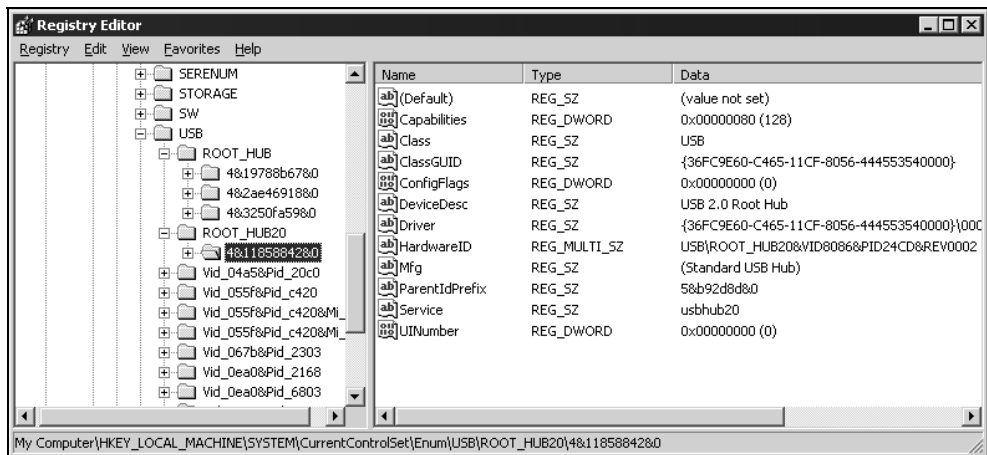 Registry Editor
Registry Edit View Favorites Help
SERENUM
STORAGE
SW
USB
ROOT_HUB
4&19788b67&0
4&2ae46918&0
4&3250fa59&0
ROOT_HUB20
4&11858842&0
Vid_04a5&Pid_20c0
Vid_055f&Pid_c420
Vid_055f&Pid_c420&Mi_
Vid_055f&Pid_c420&Mi_
Vid_067b&Pid_2303
Vid_0ea0&Pid_2168
Vid_0ea0&Pid_6803
Name Type Data
(Default) REG_SZ (value not set)
Capabilities REG_DWORD 0x00000080 (128)
Class REG_SZ USB
ClassGUID REG_SZ {36FC9E60-C465-11CF-8056-444553540000}
ConfigFlags REG_DWORD 0x00000000 (0)
DeviceDesc REG_SZ USB 2.0 Root Hub
Driver REG_SZ {36FC9E60-C465-11CF-8056-444553540000}\000
HardwareID REG_MULTI_SZ USB\ROOT_HUB20&VID8086&PID24CD&REV0002
Mfg REG_SZ (Standard USB Hub)
ParentIdPrefix REG_SZ 5&b92d8d&0
Service REG_SZ usbhub20
UINumber REG_DWORD 0x00000000 (0)
My Computer\HKEY_LOCAL_MACHINE\SYSTEM\CurrentControlSet\Enum\USB\ROOT_HUB20\4&11858842&0